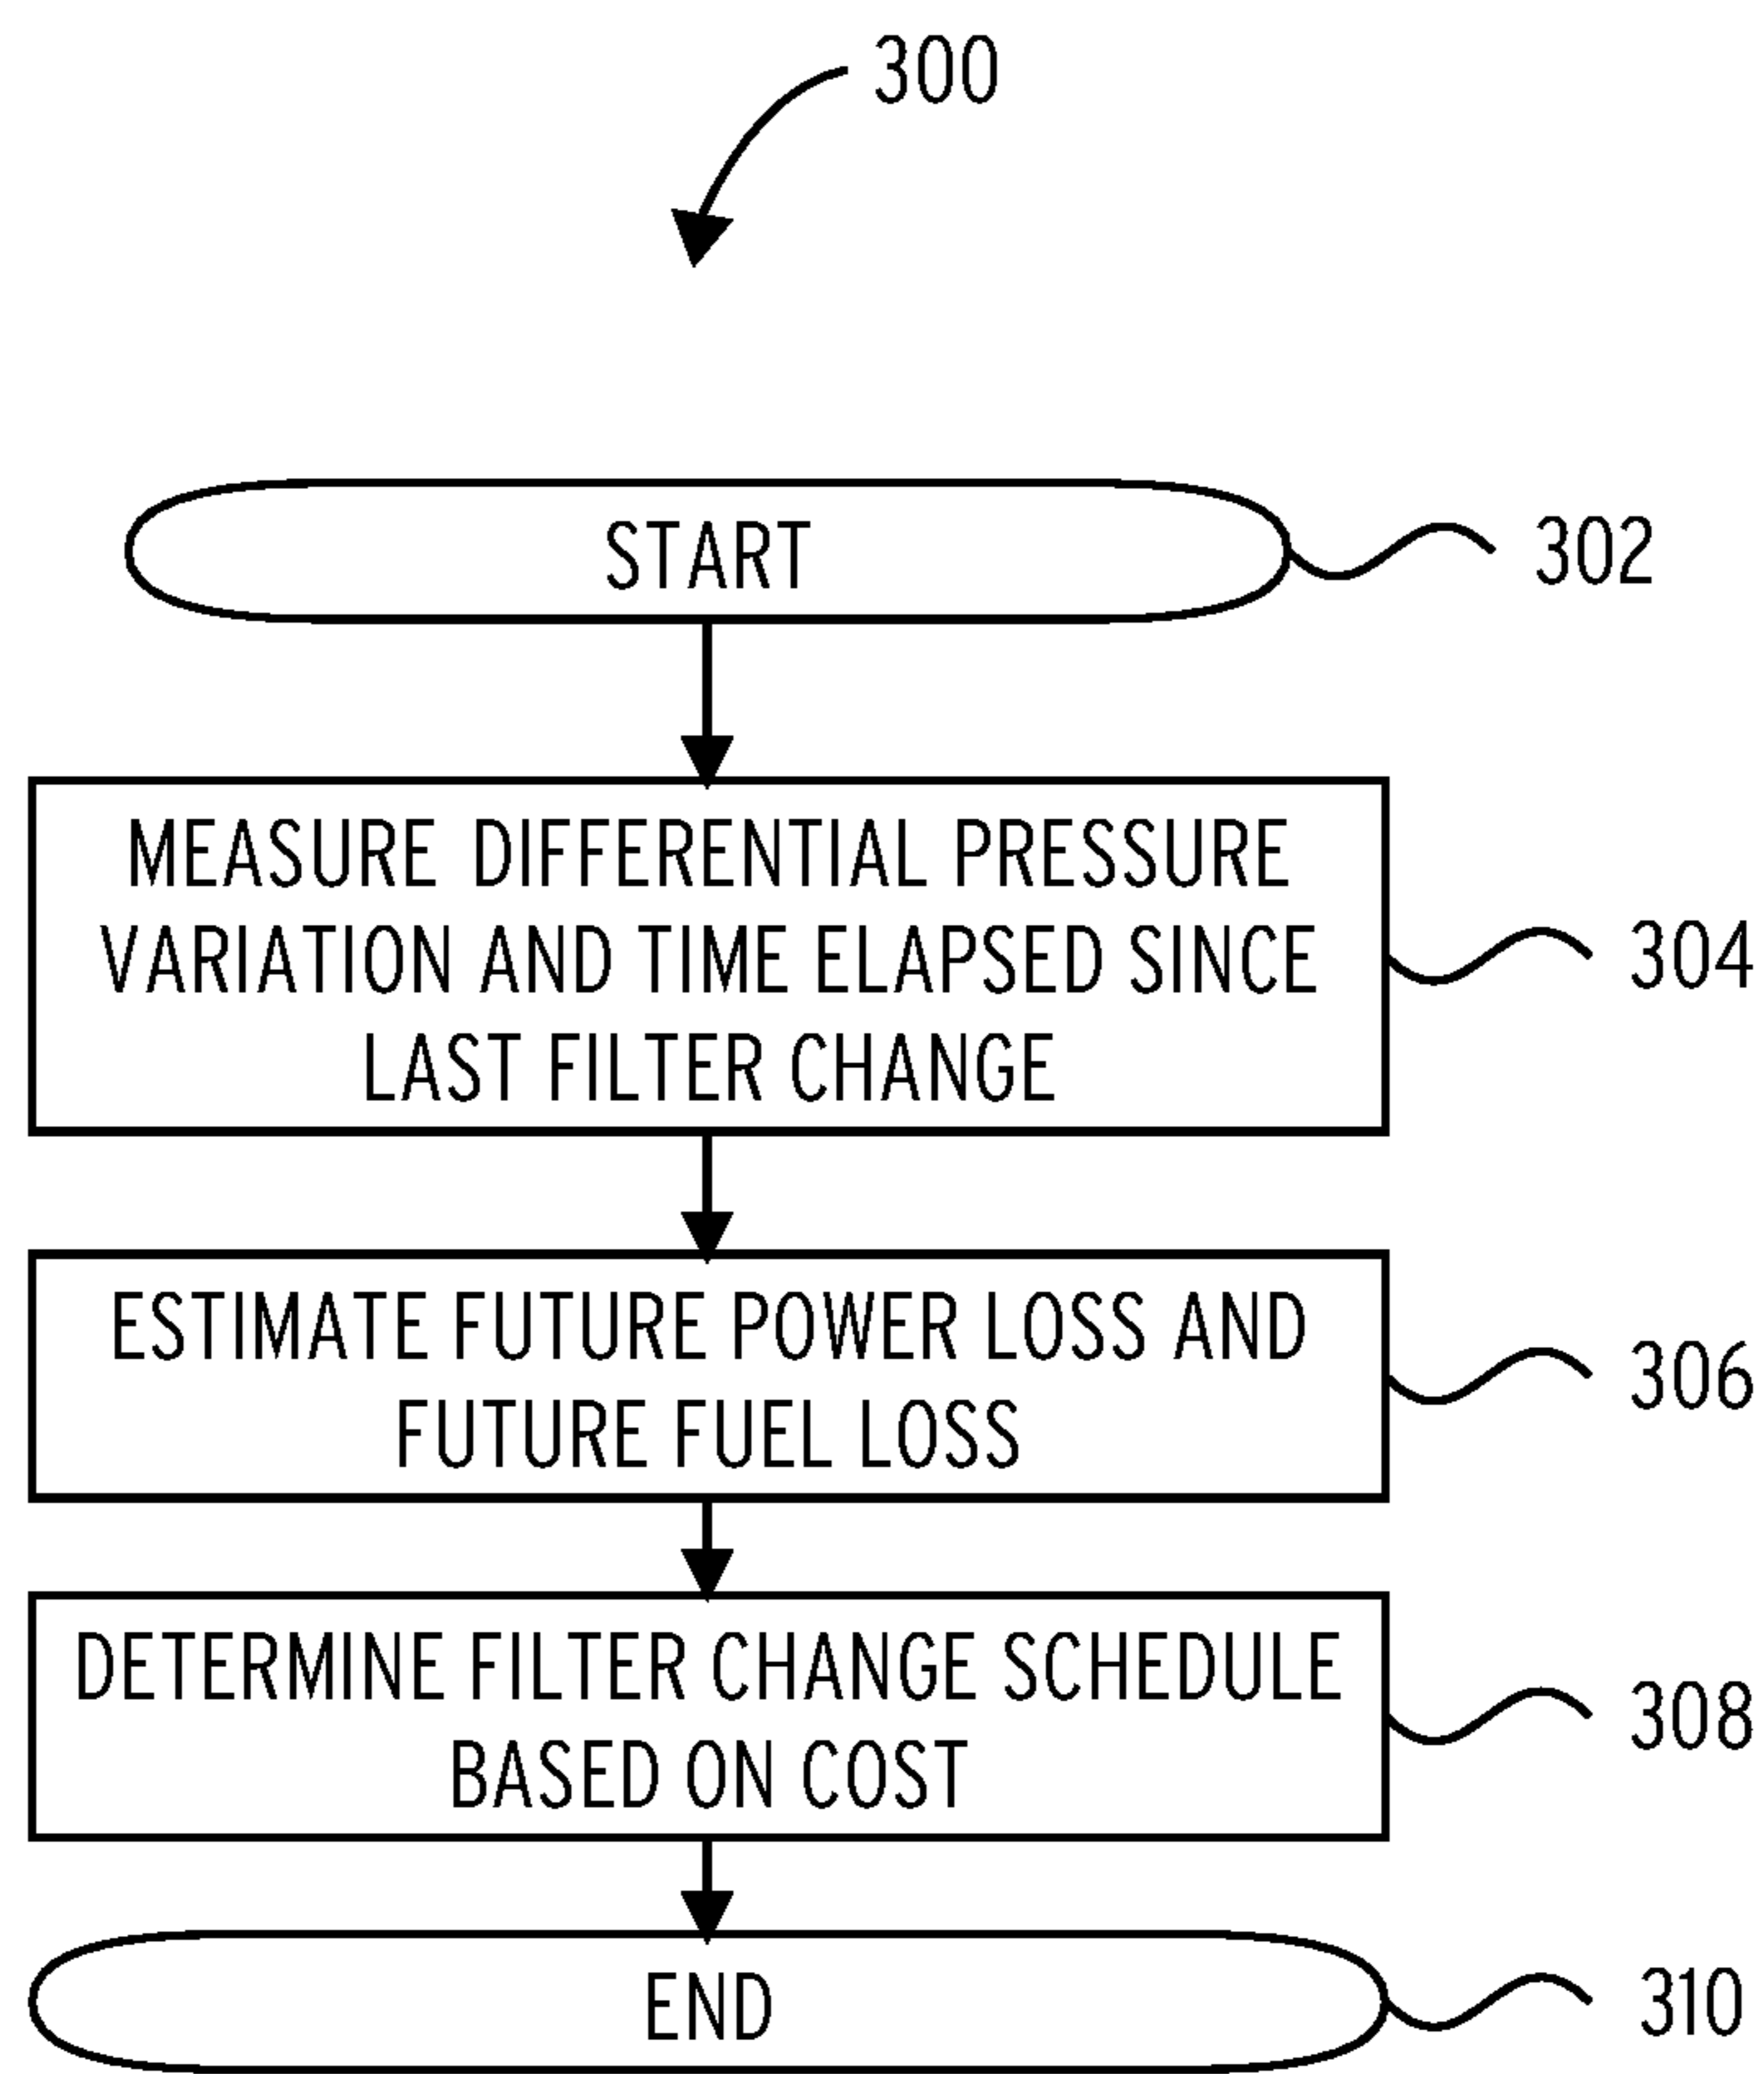 300
START
302
MEASURE DIFFERENTIAL PRESSURE
VARIATION AND TIME ELAPSED SINCE
LAST FILTER CHANGE
304
ESTIMATE FUTURE POWER LOSS AND
FUTURE FUEL LOSS
306
DETERMINE FILTER CHANGE SCHEDULE
BASED ON COST
308
END
310